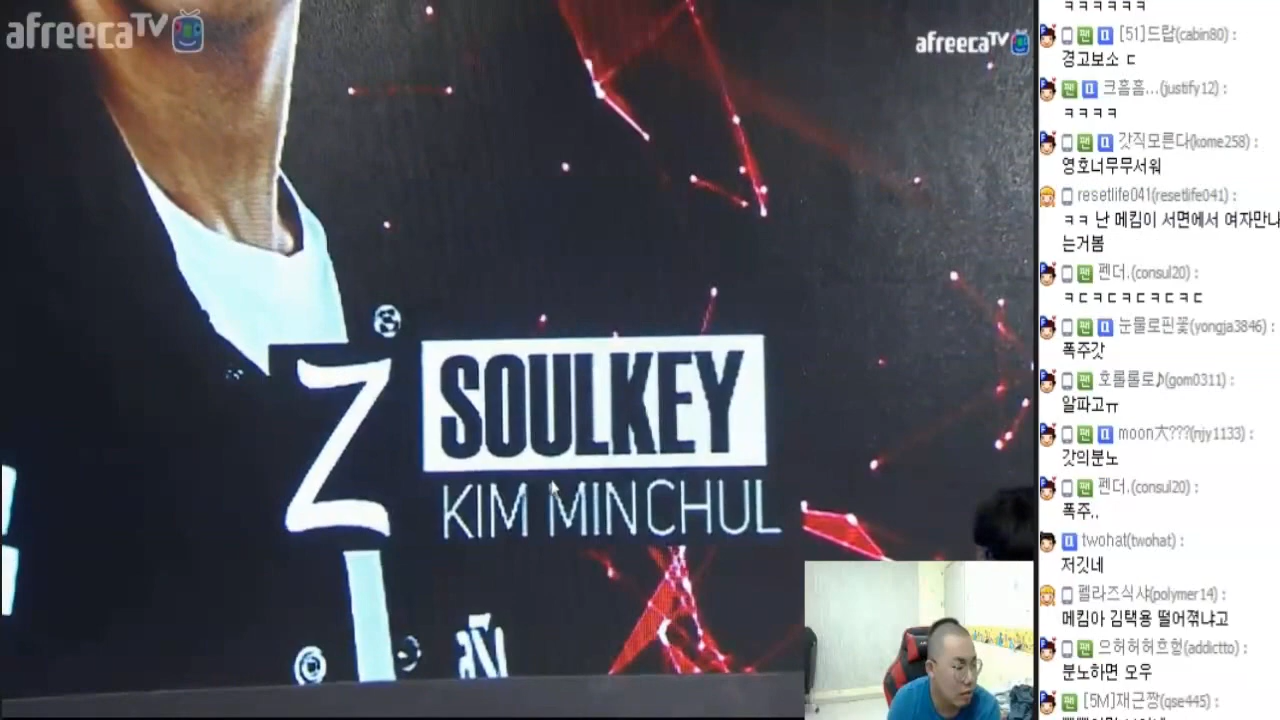 afreecaTV
afreecaTV
Z
SOULKEY
KIM MINCHUL
ㅋㅋㅋㅋㅋㅋ
[51]드랍(cabin80) :
경고보소 ㄷ
크흠흠...(justify12) :
ㅋㅋㅋㅋ
갓직모른다(kome258) :
영호너무무서워
resetlife041(resetlife041) :
ㅋㅋ 난 메킴이 서면에서 여자만나
는거봄
펜더.(consul20) :
ㅋㄷㅋㄷㅋㄷㅋㄷ
눈물로핀꽃(yongja3846) :
폭주갓
호롤롤로♪(gom0311) :
알파고ㅠ
moon大???(njy1133) :
갓의분노
펜더.(consul20) :
폭주..
twohat(twohat) :
저깃네
펠라즈식샤(polymer14) :
메킴아 김택용 떨어졌냐고
으허허허흐헝(addictto) :
분노하면 오우
[5M]재근짱(qse445) :